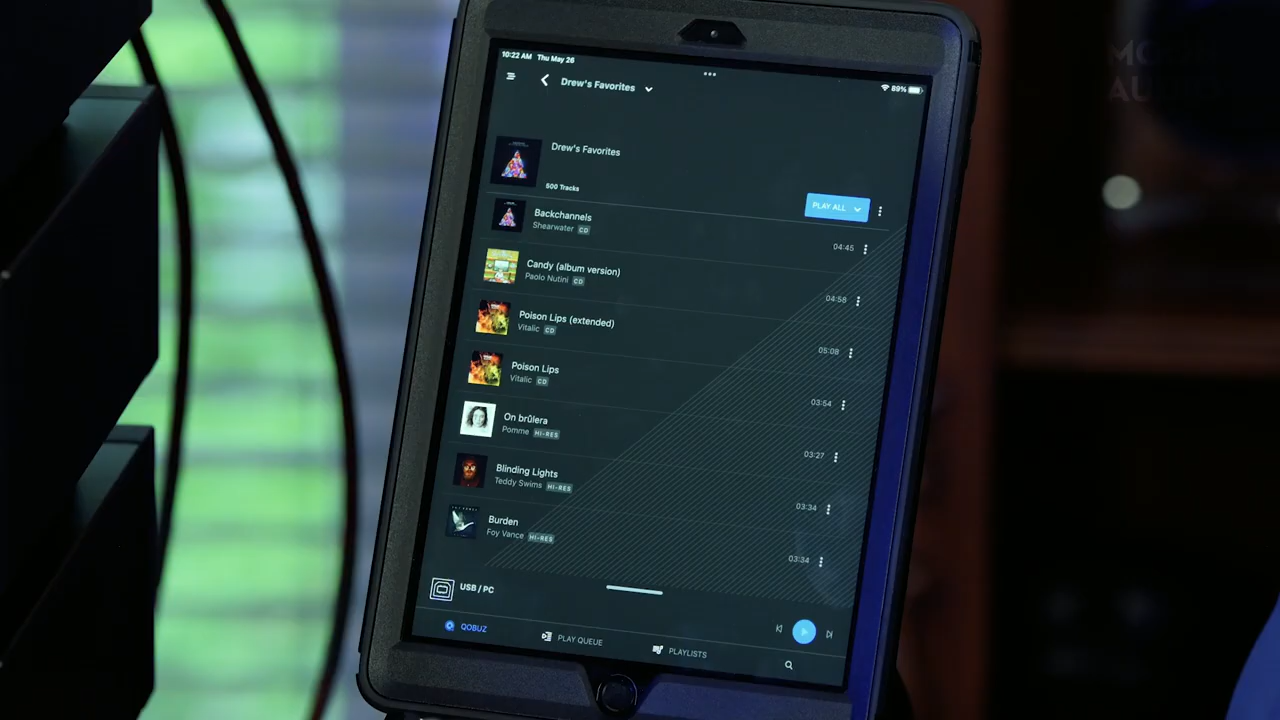 10:22 AM Thu May 26
89%
Drew's Favorites
Drew's Favorites
500 Tracks
PLAY ALL
Backchannels
Shearwater CD
04:45
Candy (album version)
Paolo Nutini CD
04:58
Poison Lips (extended)
Vitalic CD
05:08
Poison Lips
Vitalic CD
03:54
On brûlera
Pomme HI-RES
03:27
Blinding Lights
Teddy Swims HI-RES
03:34
Burden
Foy Vance HI-RES
03:34
USB / PC
QOBUZ
PLAY QUEUE
PLAYLISTS